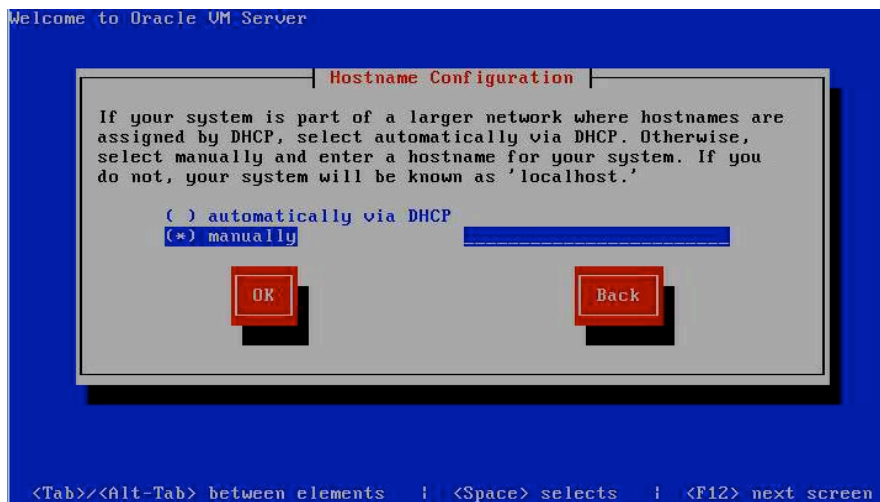 Welcome to Oracle VM Server
Hostname Configuration
If your system is part of a larger network where hostnames are
assigned by DHCP, select automatically via DHCP. Otherwise,
select manually and enter a hostname for your system. If you
do not, your system will be known as 'localhost.'
( ) automatically via DHCP
(*) manually ________________________
OK Back
<Tab>/<Alt-Tab> between elements | <Space> selects | <F12> next screen